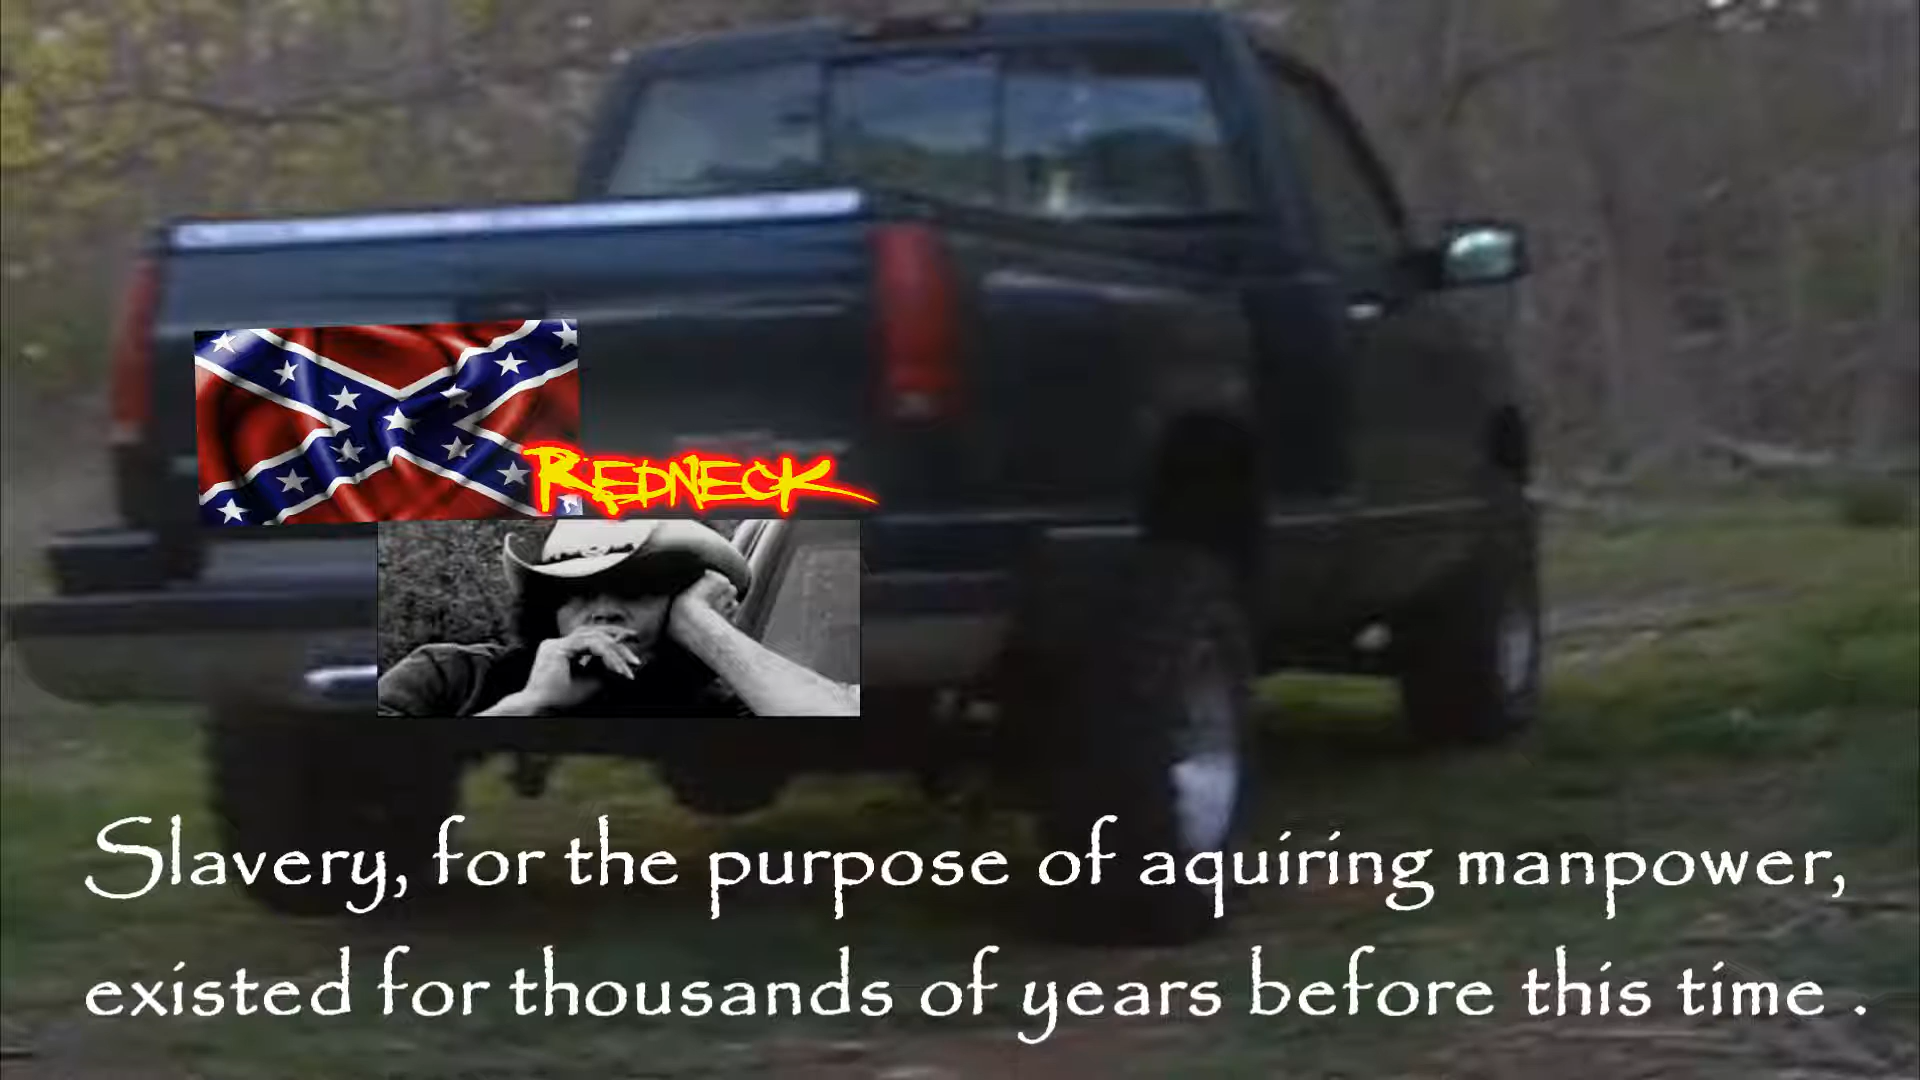 REDNECK
Slavery, for the purpose of aquiring manpower,
existed for thousands of years before this time .